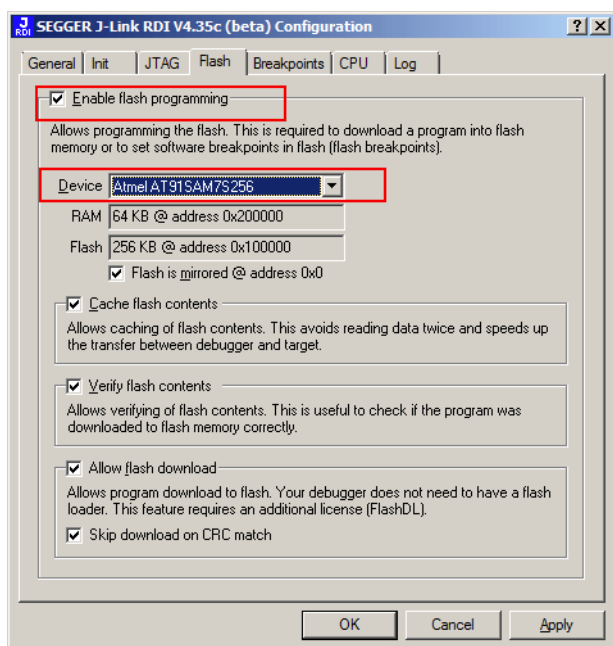 SEGGER J-Link RDI V4.35c (beta) Configuration
General Init JTAG Flash Breakpoints CPU Log
Enable flash programming
Allows programming the flash. This is required to download a program into flash
memory or to set software breakpoints in flash (flash breakpoints).
Device Atmel AT91SAM7S256
RAM 64 KB @ address 0x200000
Flash 256 KB @ address 0x100000
Flash is mirrored @ address 0x0
Cache flash contents
Allows caching of flash contents. This avoids reading data twice and speeds up
the transfer between debugger and target.
Verify flash contents
Allows verifying of flash contents. This is useful to check if the program was
downloaded to flash memory correctly.
Allow flash download
Allows program download to flash. Your debugger does not need to have a flash
loader. This feature requires an additional license (FlashDL).
Skip download on CRC match
OK Cancel Apply